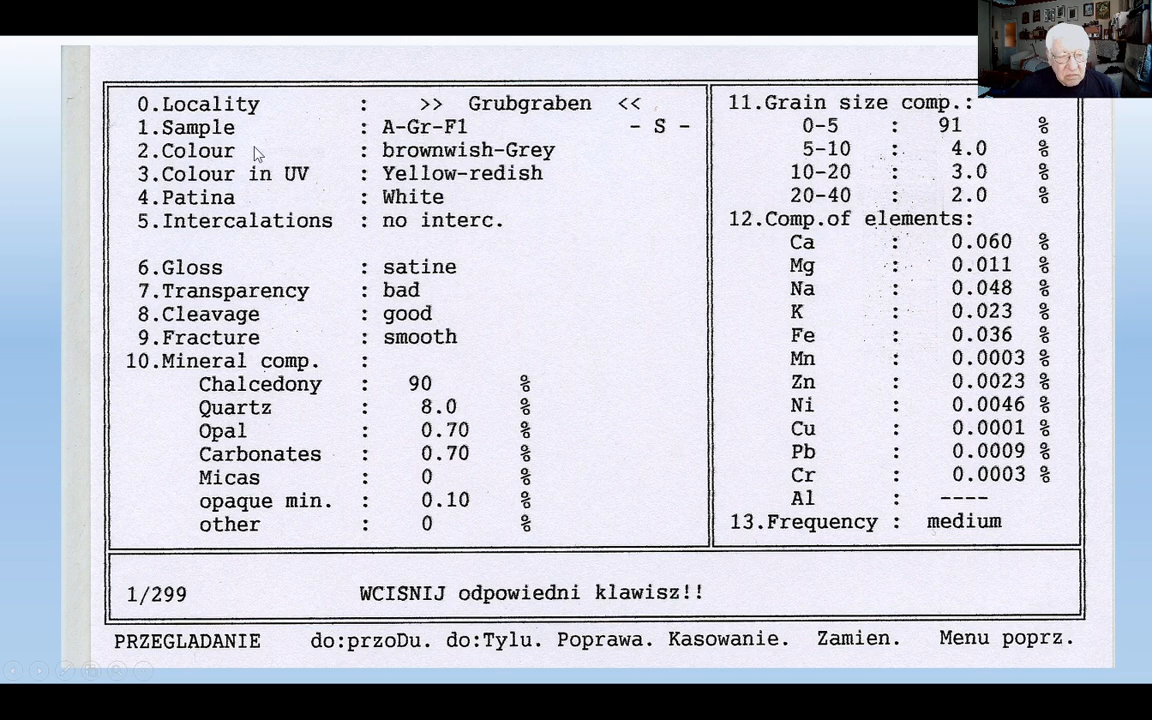 0.Locality : >> Grubgraben <<
1.Sample : A-Gr-F1 - S -
2.Colour : brownwish-Grey
3.Colour in UV : Yellow-redish
4.Patina : White
5.Intercalations : no interc.
6.Gloss : satine
7.Transparency : bad
8.Cleavage : good
9.Fracture : smooth
10.Mineral comp. :
Chalcedony : 90 %
Quartz : 8.0 %
Opal : 0.70 %
Carbonates : 0.70 %
Micas : 0 %
opaque min. : 0.10 %
other : 0 %
11.Grain size comp.:
0-5 : 91 %
5-10 : 4.0 %
10-20 : 3.0 %
20-40 : 2.0 %
12.Comp.of elements:
Ca : 0.060 %
Mg : 0.011 %
Na : 0.048 %
K : 0.023 %
Fe : 0.036 %
Mn : 0.0003 %
Zn : 0.0023 %
Ni : 0.0046 %
Cu : 0.0001 %
Pb : 0.0009 %
Cr : 0.0003 %
Al : ----
13.Frequency : medium
1/299 WCISNIJ odpowiedni klawisz!!
PRZEGLADANIE do:przoDu. do:Tylu. Poprawa. Kasowanie. Zamien. Menu poprz.